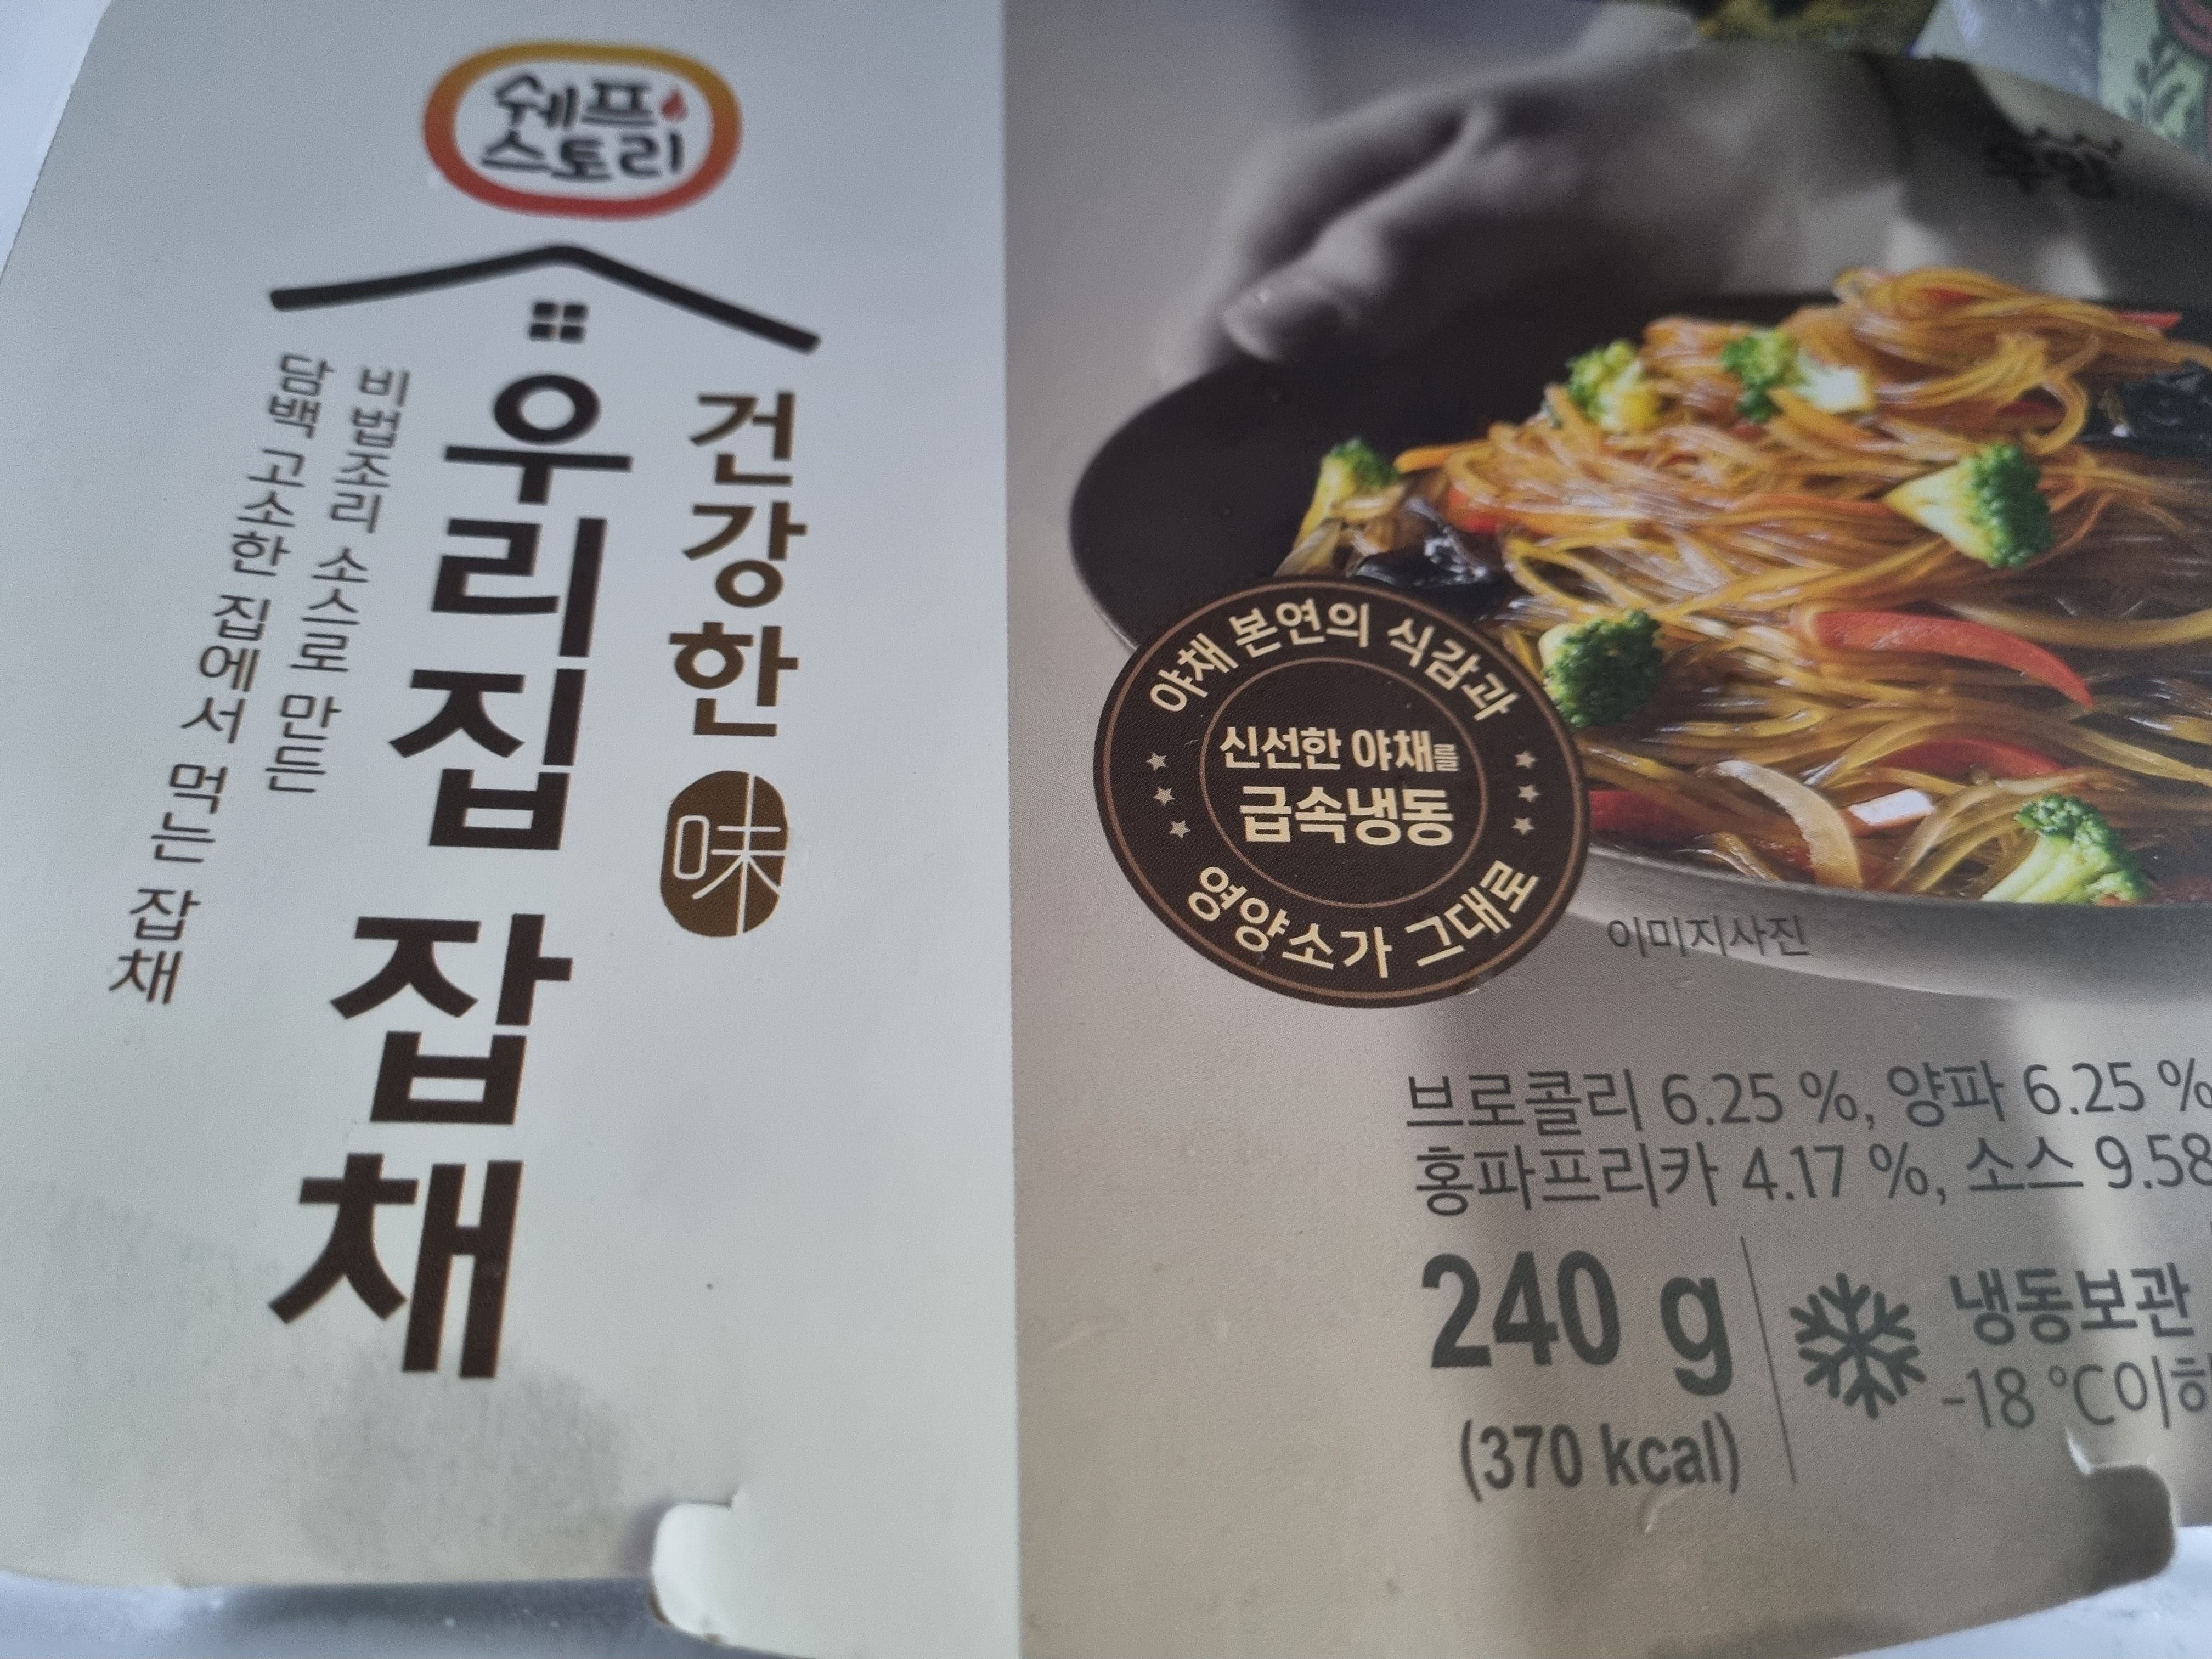 쉐프
스토리
건강한 味
우리집 잡채
비법조리 소스로 만든
담백 고소한 집에서 먹는 잡채
야채 본연의 식감과
신선한 야채를
급속냉동
영양소가 그대로
이미지사진
브로콜리 6.25 %, 양파 6.25 %
홍파프리카 4.17 %, 소스 9.58
240 g
(370 kcal)
냉동보관
-18 ℃이하